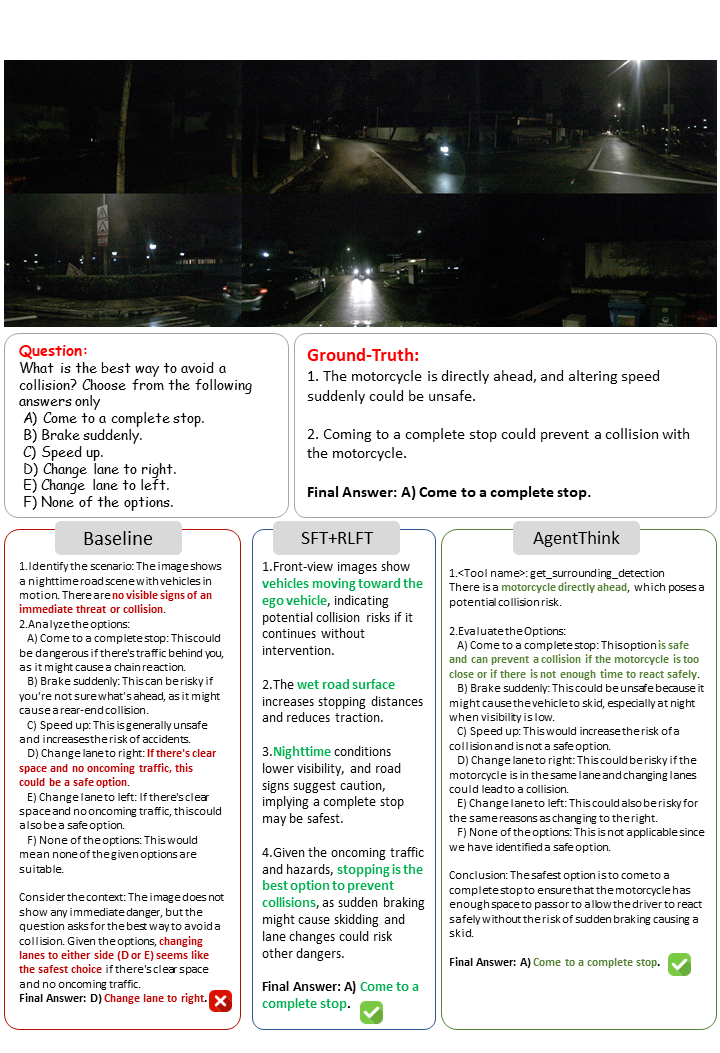 Question:
What is the best way to avoid a
collision? Choose from the following
answers only
A) Come to a complete stop.
B) Brake suddenly.
C) Speed up.
D) Change lane to right.
E) Change lane to left.
F) None of the options.
Ground-Truth:
1. The motorcycle is directly ahead, and altering speed
suddenly could be unsafe.
2. Coming to a complete stop could prevent a collision with
the motorcycle.
Final Answer: A) Come to a complete stop.
Baseline
1.Identify the scenario: The image shows
a nighttime road scene with vehicles in
motion. There are no visible signs of an
immediate threat or collision.
2.Analyze the options:
A) Come to a complete stop: This could
be dangerous if there's traffic behind you,
as it might cause a chain reaction.
B) Brake suddenly: This can be risky if
you're not sure what's ahead, as it might
cause a rear-end collision.
C) Speed up: This is generally unsafe
and increases the risk of accidents.
D) Change lane to right: If there's clear
space and no oncoming traffic, this
could be a safe option.
E) Change lane to left: If there's clear
space and no oncoming traffic, this could
also be a safe option.
F) None of the options: This would
mean none of the given options are
suitable.
Consider the context: The image does not
show any immediate danger, but the
question asks for the best way to avoid a
collision. Given the options, changing
lanes to either side (D or E) seems like
the safest choice if there's clear space
and no oncoming traffic.
Final Answer: D) Change lane to right.
SFT+RLFT
1.Front-view images show
vehicles moving toward the
ego vehicle, indicating
potential collision risks if it
continues without
intervention.
2.The wet road surface
increases stopping distances
and reduces traction.
3.Nighttime conditions
lower visibility, and road
signs suggest caution,
implying a complete stop
may be safest.
4.Given the oncoming traffic
and hazards, stopping is the
best option to prevent
collisions, as sudden braking
might cause skidding and
lane changes could risk
other dangers.
Final Answer: A) Come to a
complete stop.
AgentThink
1.<Tool name>: get_surrounding_detection
There is a motorcycle directly ahead, which poses a
potential collision risk.
2.Evaluate the Options:
A) Come to a complete stop: This option is safe
and can prevent a collision if the motorcycle is too
close or if there is not enough time to react safely.
B) Brake suddenly: This could be unsafe because it
might cause the vehicle to skid, especially at night
when visibility is low.
C) Speed up: This would increase the risk of a
collision and is not a safe option.
D) Change lane to right: This could be risky if the
motorcycle is in the same lane and changing lanes
could lead to a collision.
E) Change lane to left: This could also be risky for
the same reasons as changing to the right.
F) None of the options: This is not applicable since
we have identified a safe option.
Conclusion: The safest option is to come to a
complete stop to ensure that the motorcycle has
enough space to pass or to allow the driver to react
safely without the risk of sudden braking causing a
skid.
Final Answer: A) Come to a complete stop.